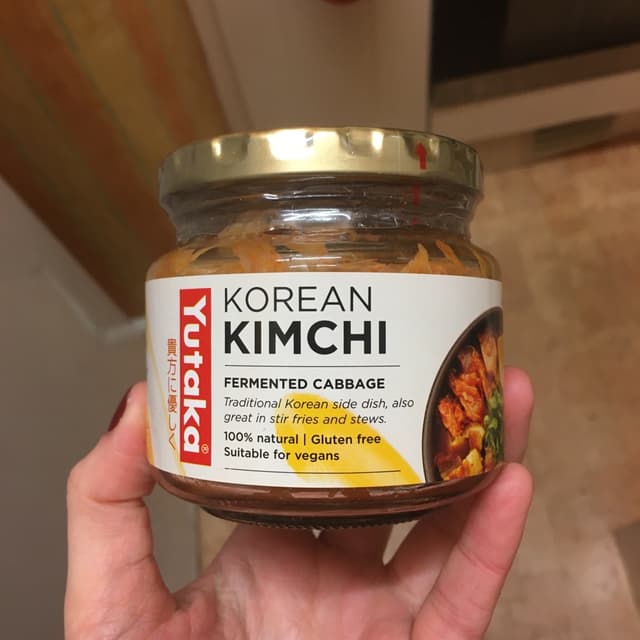 Yutaka®
貴方に優しく
KOREAN
KIMCHI
FERMENTED CABBAGE
Traditional Korean side dish, also
great in stir fries and stews.
100% natural | Gluten free
Suitable for vegans